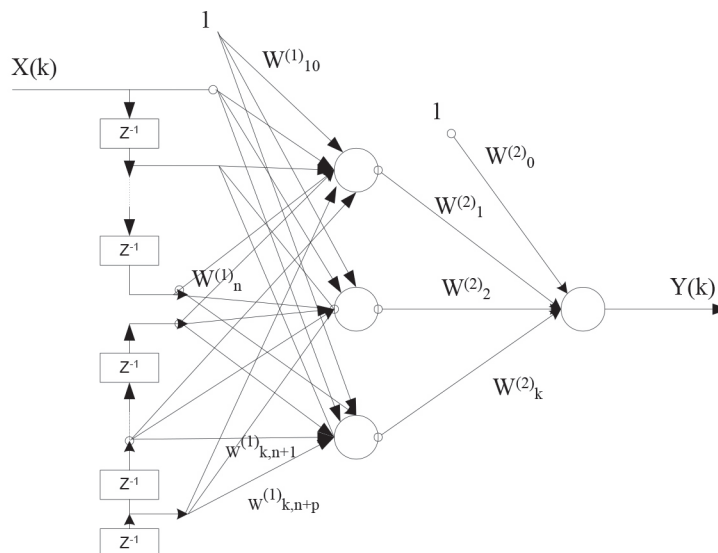 1
W⁽¹⁾₁₀
X(k)
1
Z⁻¹
W⁽²⁾₀
W⁽²⁾₁
Z⁻¹
W⁽¹⁾ₙ
W⁽²⁾₂
Y(k)
Z⁻¹
W⁽²⁾ₖ
W⁽¹⁾ₖ,ₙ₊₁
Z⁻¹
W⁽¹⁾ₖ,ₙ₊ₚ
Z⁻¹